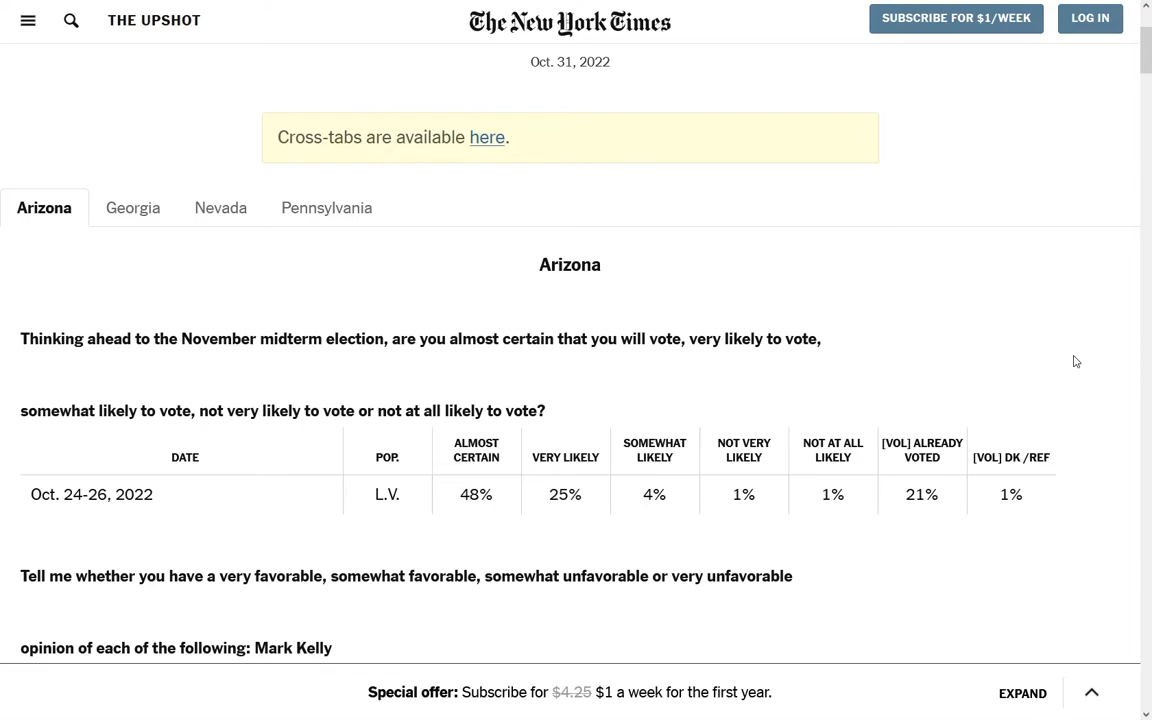 THE UPSHOT
The New York Times
SUBSCRIBE FOR $1/WEEK
LOG IN
Oct. 31, 2022
Cross-tabs are available here.
Arizona Georgia Nevada Pennsylvania
Arizona
Thinking ahead to the November midterm election, are you almost certain that you will vote, very likely to vote,
somewhat likely to vote, not very likely to vote or not at all likely to vote?
DATE POP. ALMOST CERTAIN VERY LIKELY SOMEWHAT LIKELY NOT VERY LIKELY NOT AT ALL LIKELY [VOL] ALREADY VOTED [VOL] DK /REF
Oct. 24-26, 2022 L.V. 48% 25% 4% 1% 1% 21% 1%
Tell me whether you have a very favorable, somewhat favorable, somewhat unfavorable or very unfavorable
opinion of each of the following: Mark Kelly
Special offer: Subscribe for $4.25 $1 a week for the first year.
EXPAND